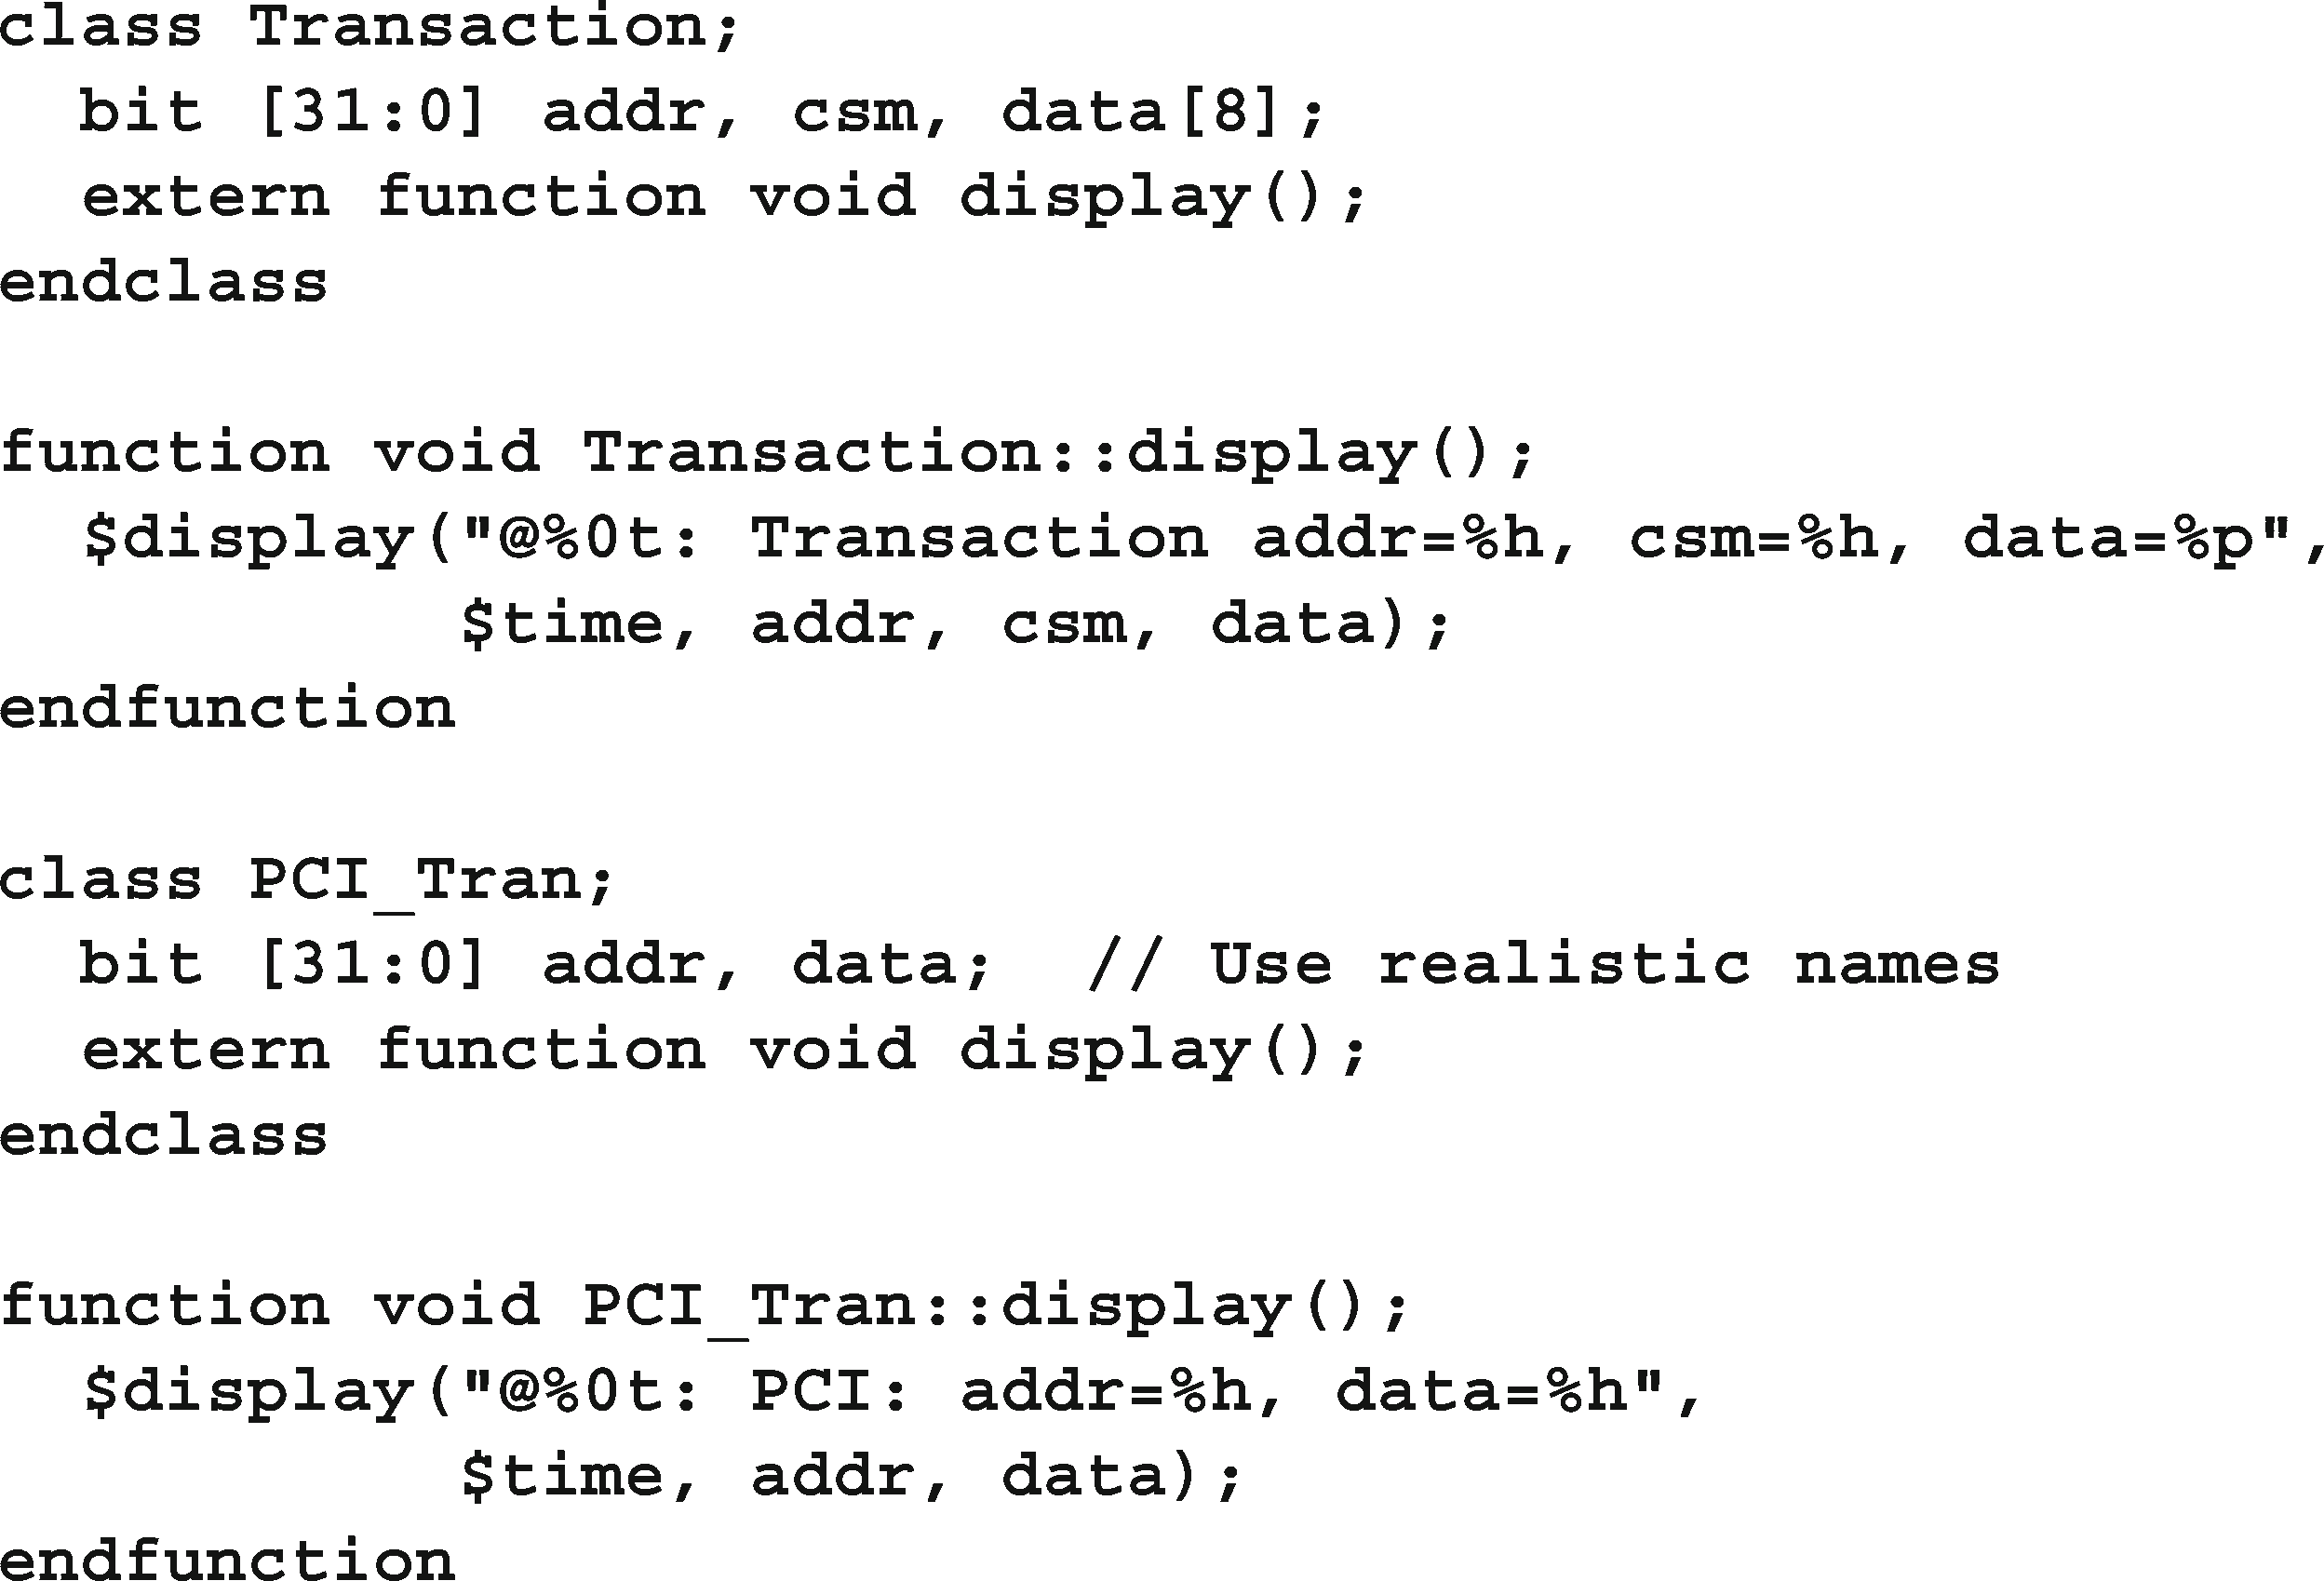 class Transaction;
  bit [31:0] addr, csm, data[8];
  extern function void display();
endclass

function void Transaction::display();
  $display("@%0t: Transaction addr=%h, csm=%h, data=%p",
           $time, addr, csm, data);
endfunction

class PCI_Tran;
  bit [31:0] addr, data;  // Use realistic names
  extern function void display();
endclass

function void PCI_Tran::display();
  $display("@%0t: PCI: addr=%h, data=%h",
           $time, addr, data);
endfunction